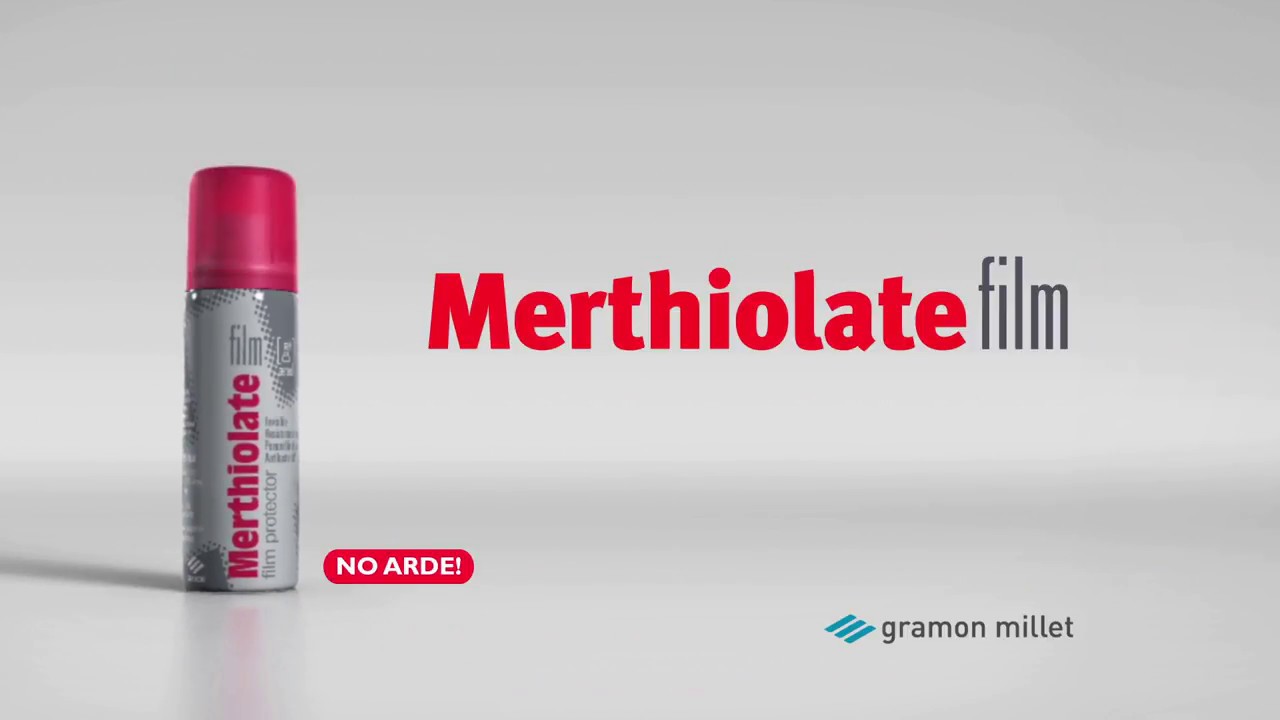 Merthiolate film
film
Merthiolate
film protector
NO ARDE!
gramon millet